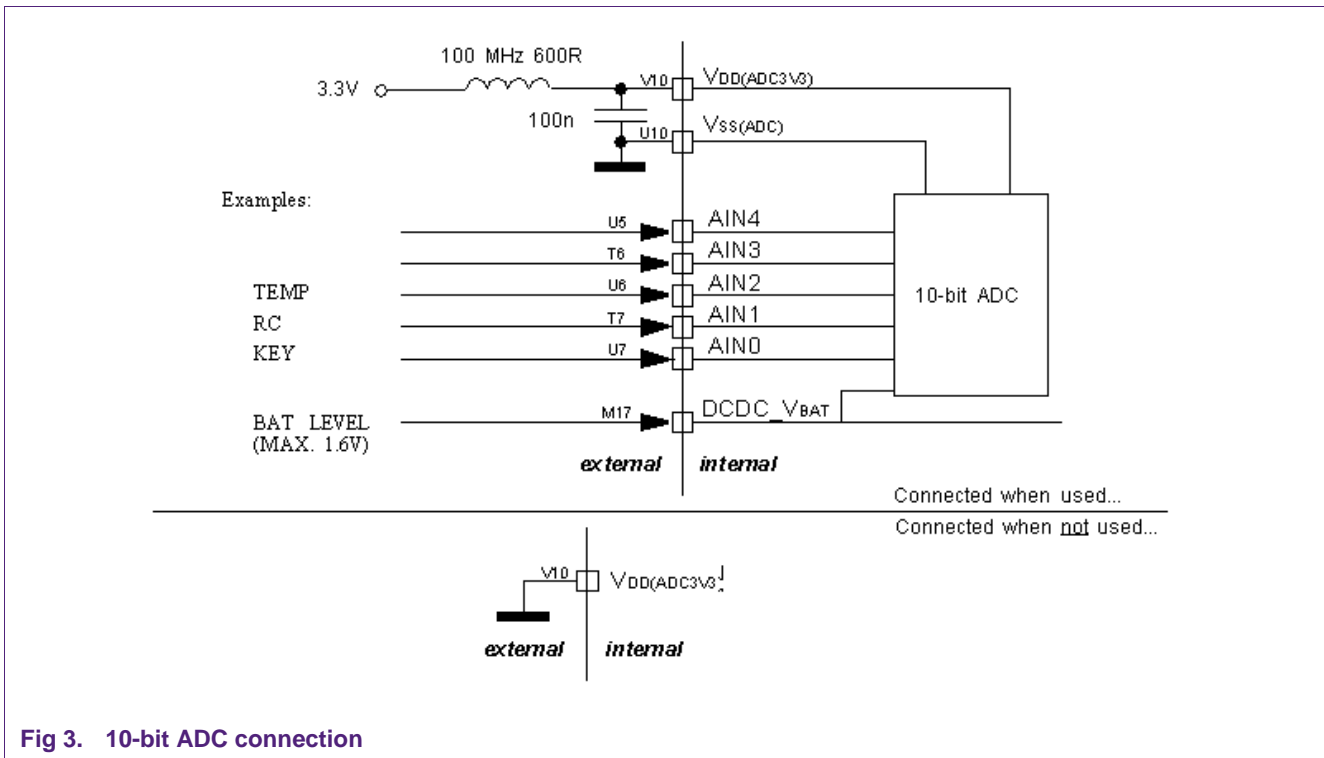 100 MHz 600R
3.3V
V10
VDD(ADC3V3)
100n
U10
VSS(ADC)
Examples:
U5
AIN4
T6
AIN3
TEMP
U6
AIN2
10-bit ADC
RC
T7
AIN1
KEY
U7
AIN0
BAT LEVEL
(MAX. 1.6V)
M17
DCDC_VBAT
external
internal
Connected when used...
Connected when not used...
V10
VDD(ADC3V3)
external
internal
Fig 3. 10-bit ADC connection